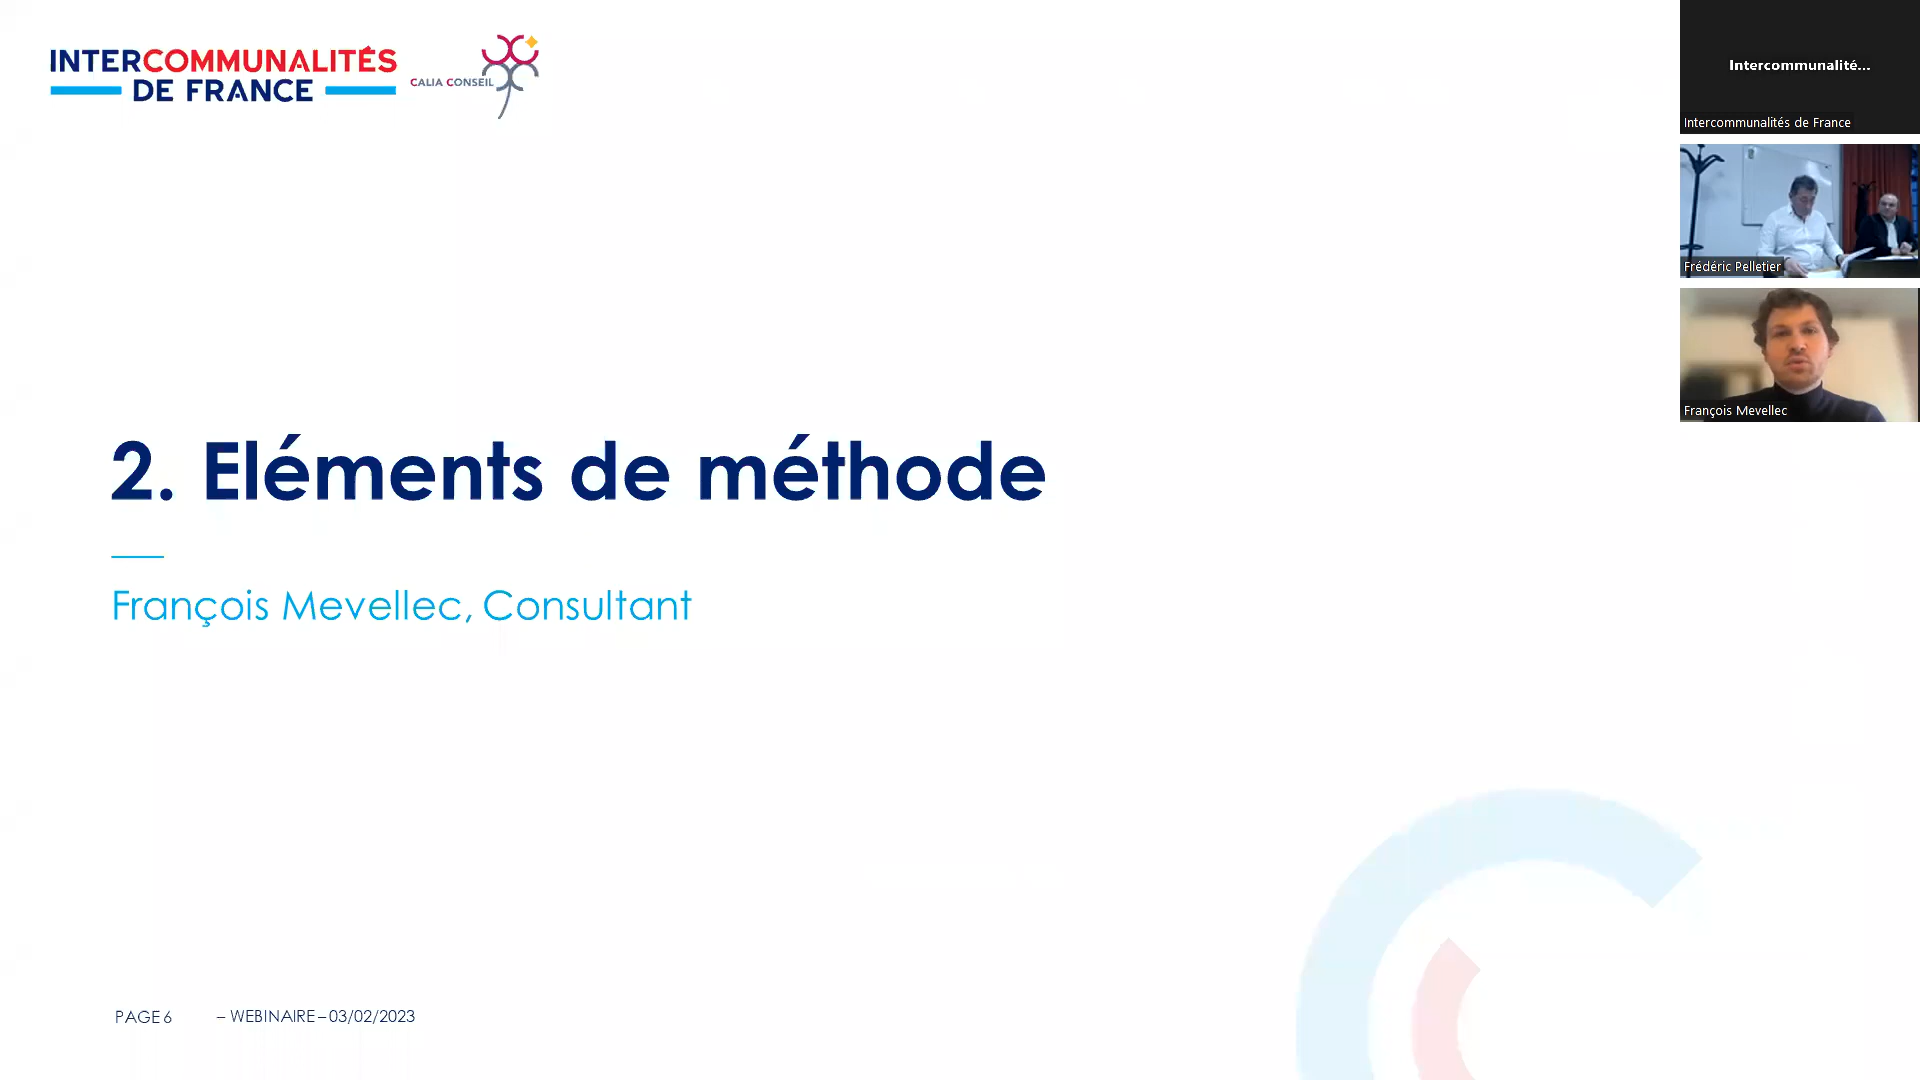 INTERCOMMUNALITÉS
DE FRANCE
CALIA CONSEIL
2. Eléments de méthode
François Mevellec, Consultant
PAGE 6 – WEBINAIRE – 03/02/2023
Intercommunalité...
Intercommunalités de France
Frédéric Pelletier
François Mevellec